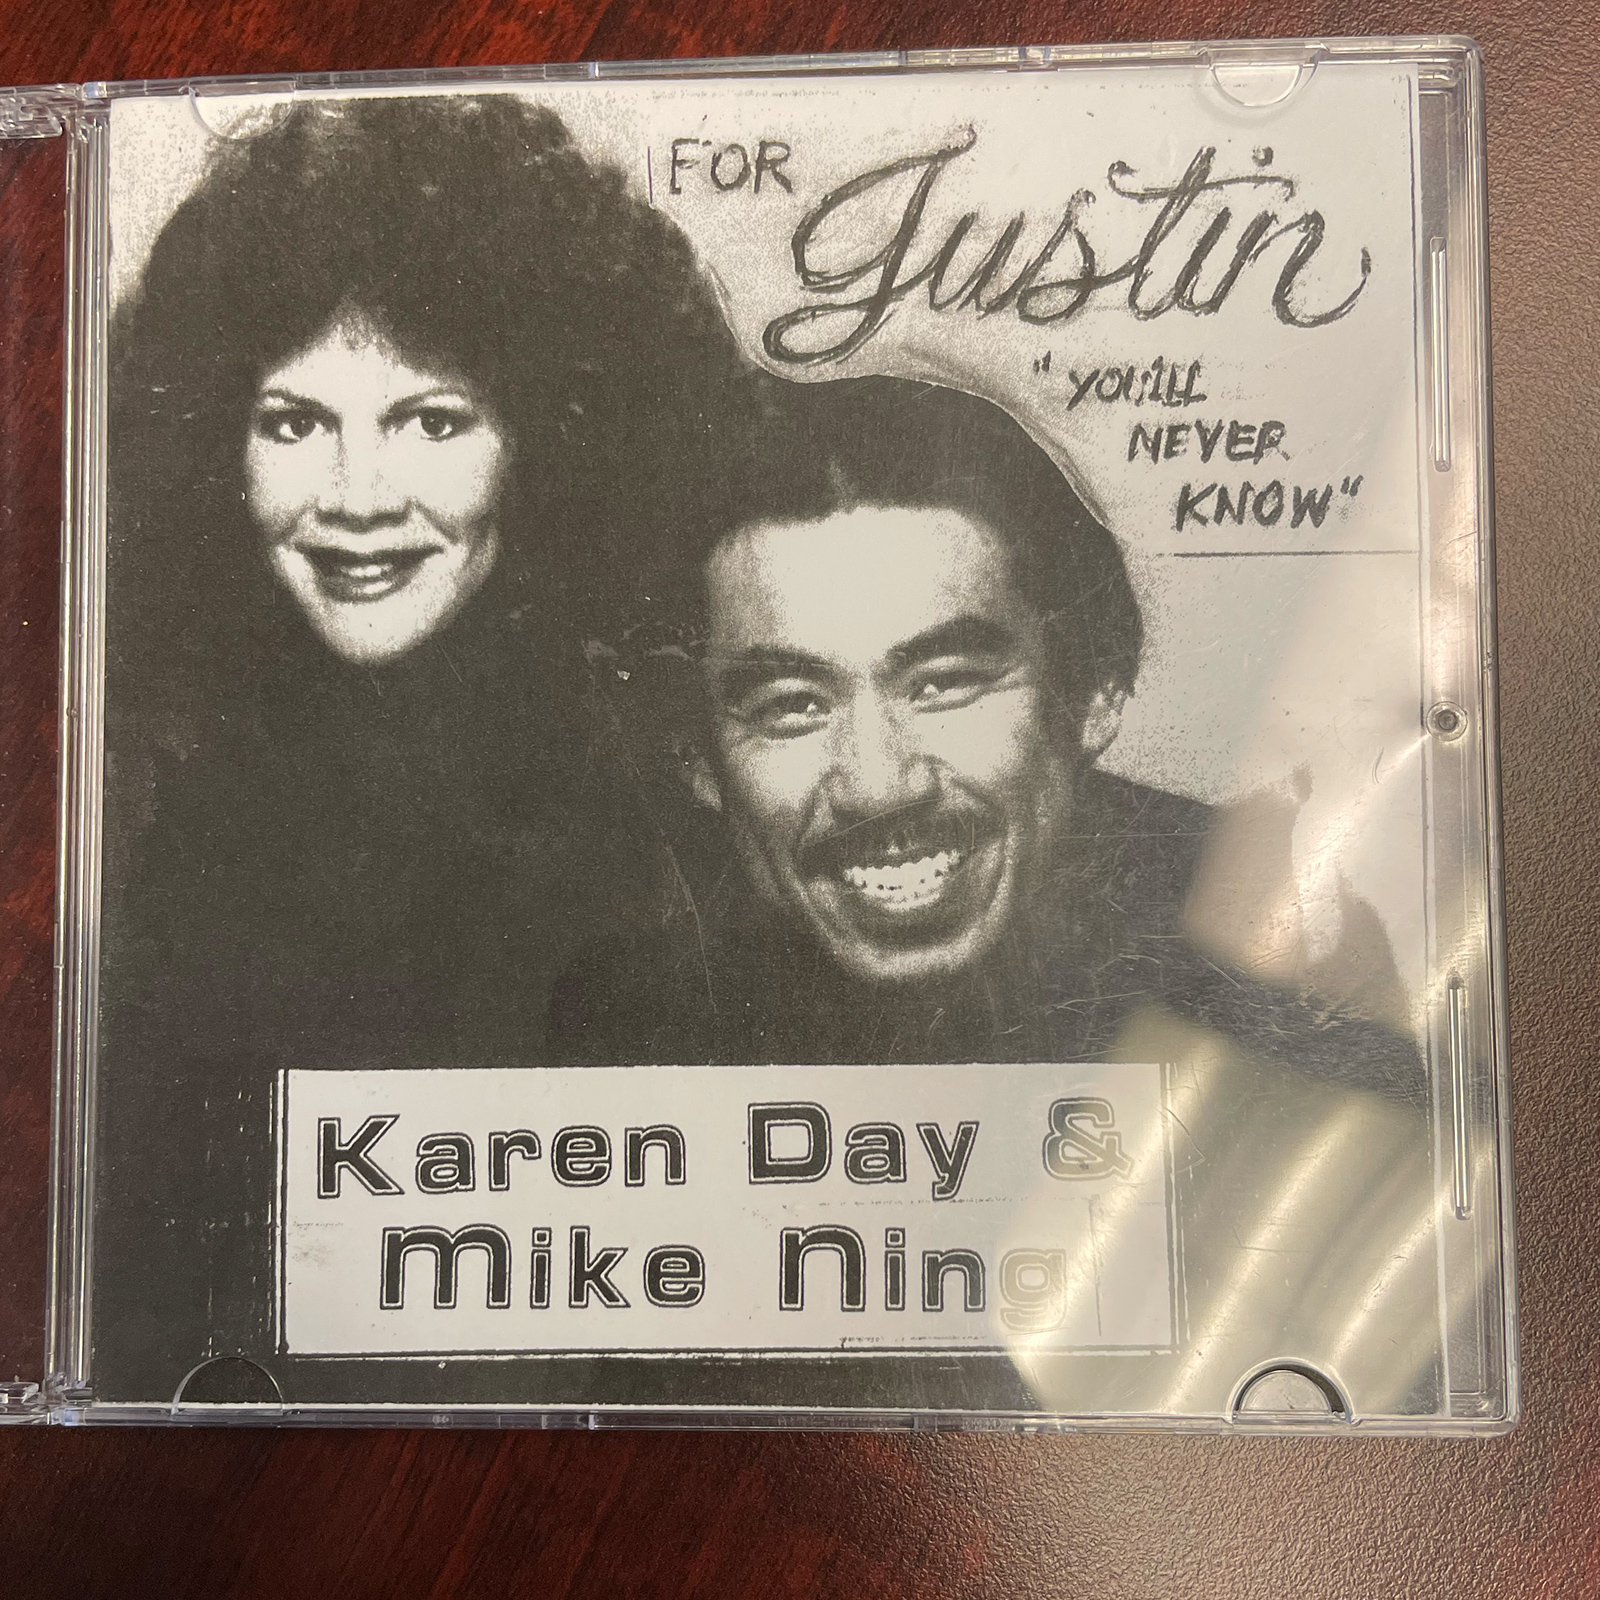 FOR Justin
"YOU'LL
NEVER
KNOW"
Karen Day &
Mike Ning